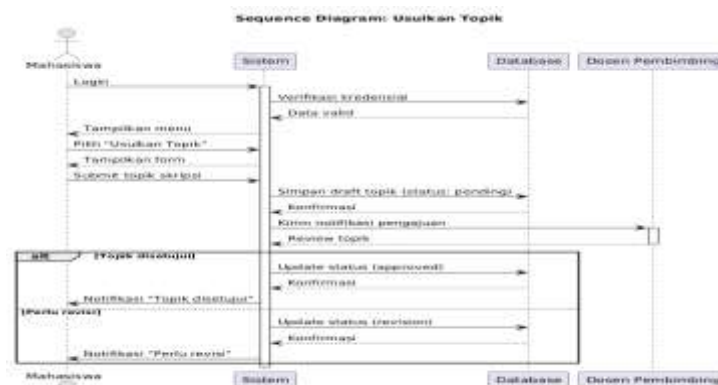 Sequence Diagram: Usulkan Topik
Mahasiswa
Sistem
Database
Dosen Pembimbing
Login
Verifikasi kredensial
Data valid
Tampilkan menu
Pilih "Usulkan Topik"
Tampilkan form
Submit topik skripsi
Simpan draft topik (status: pending)
Konfirmasi
Kirim notifikasi pengajuan
Review topik
alt
[Topik disetujui]
Update status (approved)
Konfirmasi
Notifikasi "Topik disetujui"
[Perlu revisi]
Update status (revision)
Konfirmasi
Notifikasi "Perlu revisi"
Mahasiswa
Sistem
Database
Dosen Pembimbing